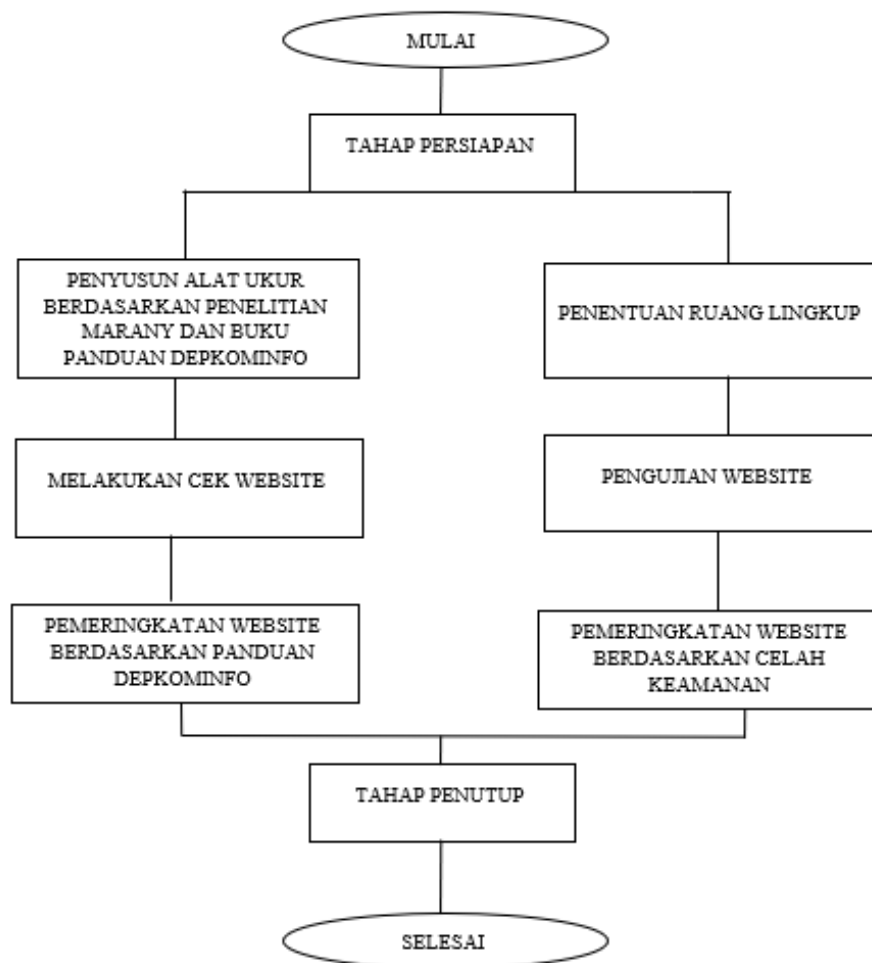 MULAI
TAHAP PERSIAPAN
PENYUSUN ALAT UKUR
BERDASARKAN PENELITIAN
MARANY DAN BUKU
PANDUAN DEPKOMINFO
PENENTUAN RUANG LINGKUP
MELAKUKAN CEK WEBSITE
PENGUJIAN WEBSITE
PEMERINGKATAN WEBSITE
BERDASARKAN PANDUAN
DEPKOMINFO
PEMERINGKATAN WEBSITE
BERDASARKAN CELAH
KEAMANAN
TAHAP PENUTUP
SELESAI